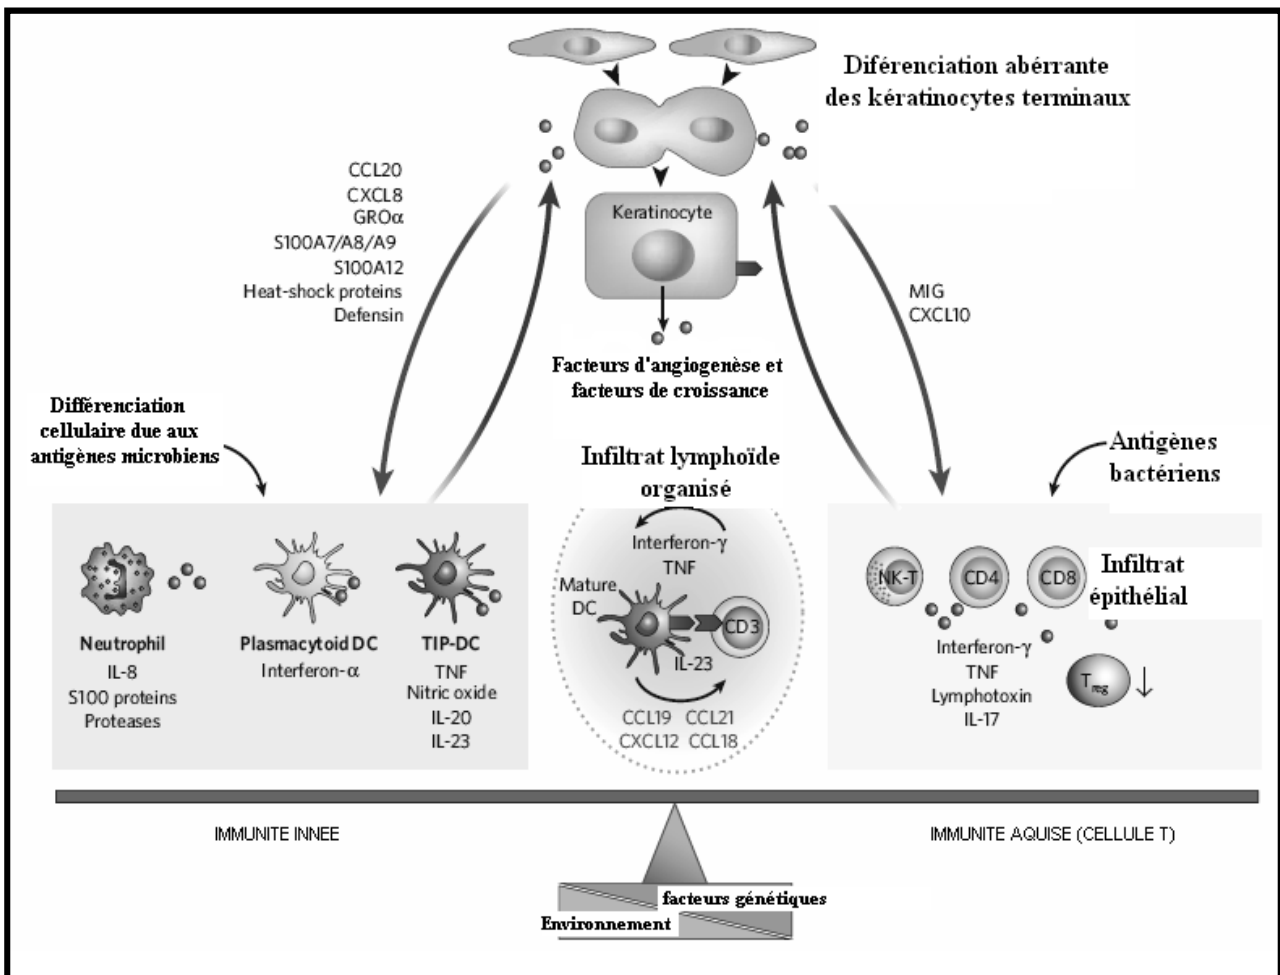 Diférenciation abérrante
des kératinocytes terminaux
CCL20
CXCL8
GROα
S100A7/A8/A9
S100A12
Heat-shock proteins
Defensin
Keratinocyte
MIG
CXCL10
Facteurs d'angiogenèse et
facteurs de croissance
Différenciation
cellulaire due aux
antigènes microbiens
Infiltrat lymphoïde
organisé
Antigènes
bactériens
Neutrophil
IL-8
S100 proteins
Proteases
Plasmacytoid DC
Interferon-α
TIP-DC
TNF
Nitric oxide
IL-20
IL-23
Interferon-γ
TNF
Mature
DC
CD3
IL-23
CCL19 CCL21
CXCL12 CCL18
NK-T
CD4
CD8
Infiltrat
épithélial
Interferon-γ
TNF
Lymphotoxin
IL-17
Treg ↓
IMMUNITE INNEE
IMMUNITE AQUISE (CELLULE T)
facteurs génétiques
Environnement